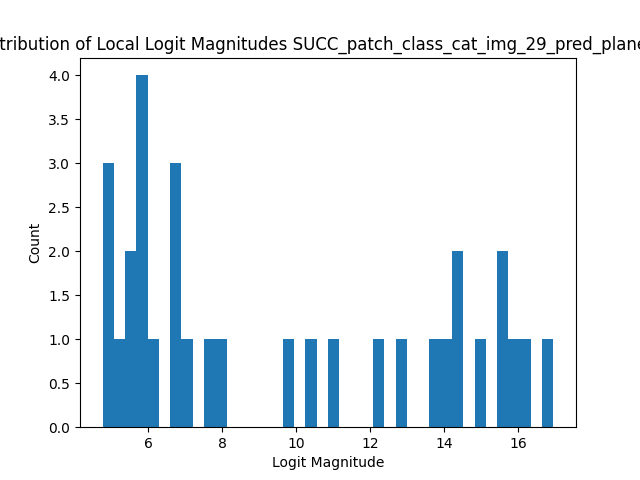 tribution of Local Logit Magnitudes SUCC_patch_class_cat_img_29_pred_plane
4.0
3.5
3.0
2.5
2.0
1.5
1.0
0.5
0.0
Count
6 8 10 12 14 16
Logit Magnitude